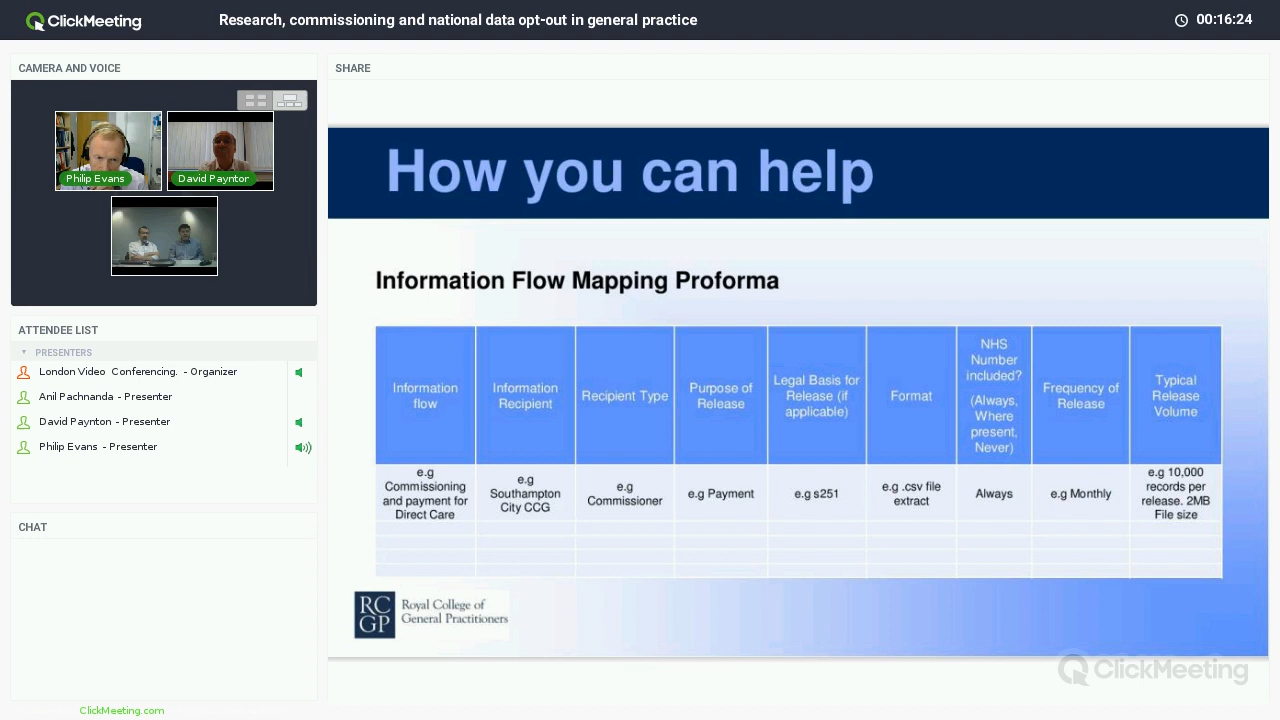 ClickMeeting
Research, commissioning and national data opt-out in general practice
00:16:24
CAMERA AND VOICE
Philip Evans
David Payntor
ATTENDEE LIST
PRESENTERS
London Video Conferencing. - Organizer
Anil Pachnanda - Presenter
David Paynton - Presenter
Philip Evans - Presenter
CHAT
ClickMeeting.com
SHARE
How you can help
Information Flow Mapping Proforma
Information
flow
Information
Recipient
Recipient Type
Purpose of
Release
Legal Basis for
Release (if
applicable)
Format
NHS
Number
included?
(Always,
Where
present,
Never)
Frequency of
Release
Typical
Release
Volume
e.g
Commissioning
and payment for
Direct Care
e.g
Southampton
City CCG
e.g
Commissioner
e.g Payment
e.g s251
e.g .csv file
extract
Always
e.g Monthly
e.g 10,000
records per
release. 2MB
File size
RC
GP
Royal College of
General Practitioners
ClickMeeting